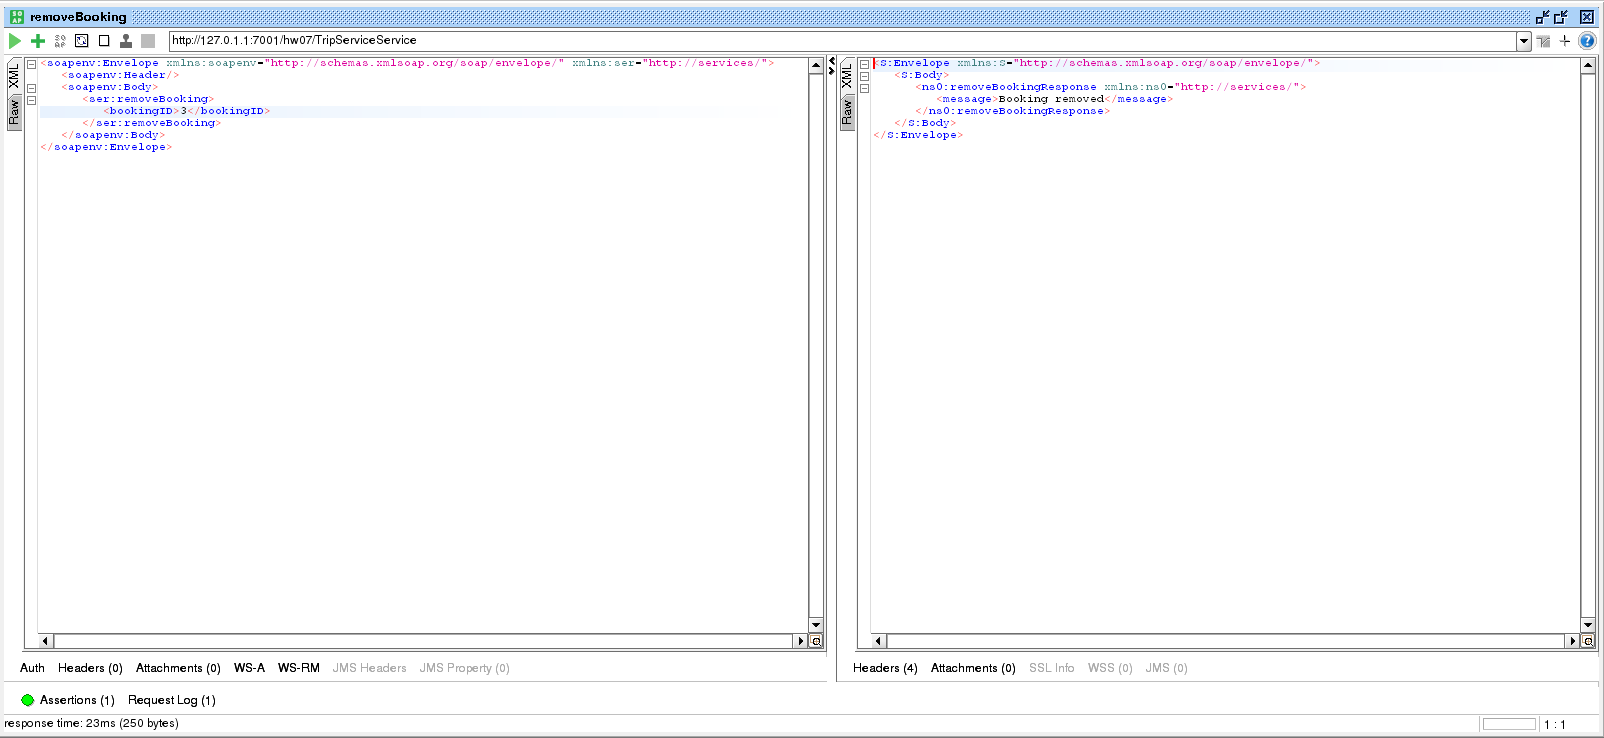 removeBooking
http://127.0.1.1:7001/hw07/TripServiceService
XML
Raw
<soapenv:Envelope xmlns:soapenv="http://schemas.xmlsoap.org/soap/envelope/" xmlns:ser="http://services/">
<soapenv:Header/>
<soapenv:Body>
<ser:removeBooking>
<bookingID>3</bookingID>
</ser:removeBooking>
</soapenv:Body>
</soapenv:Envelope>
XML
Raw
<S:Envelope xmlns:S="http://schemas.xmlsoap.org/soap/envelope/">
<S:Body>
<ns0:removeBookingResponse xmlns:ns0="http://services/">
<message>Booking removed</message>
</ns0:removeBookingResponse>
</S:Body>
</S:Envelope>
Auth Headers (0) Attachments (0) WS-A WS-RM JMS Headers JMS Property (0)
Headers (4) Attachments (0) SSL Info WSS (0) JMS (0)
Assertions (1) Request Log (1)
response time: 23ms (250 bytes)
1 : 1